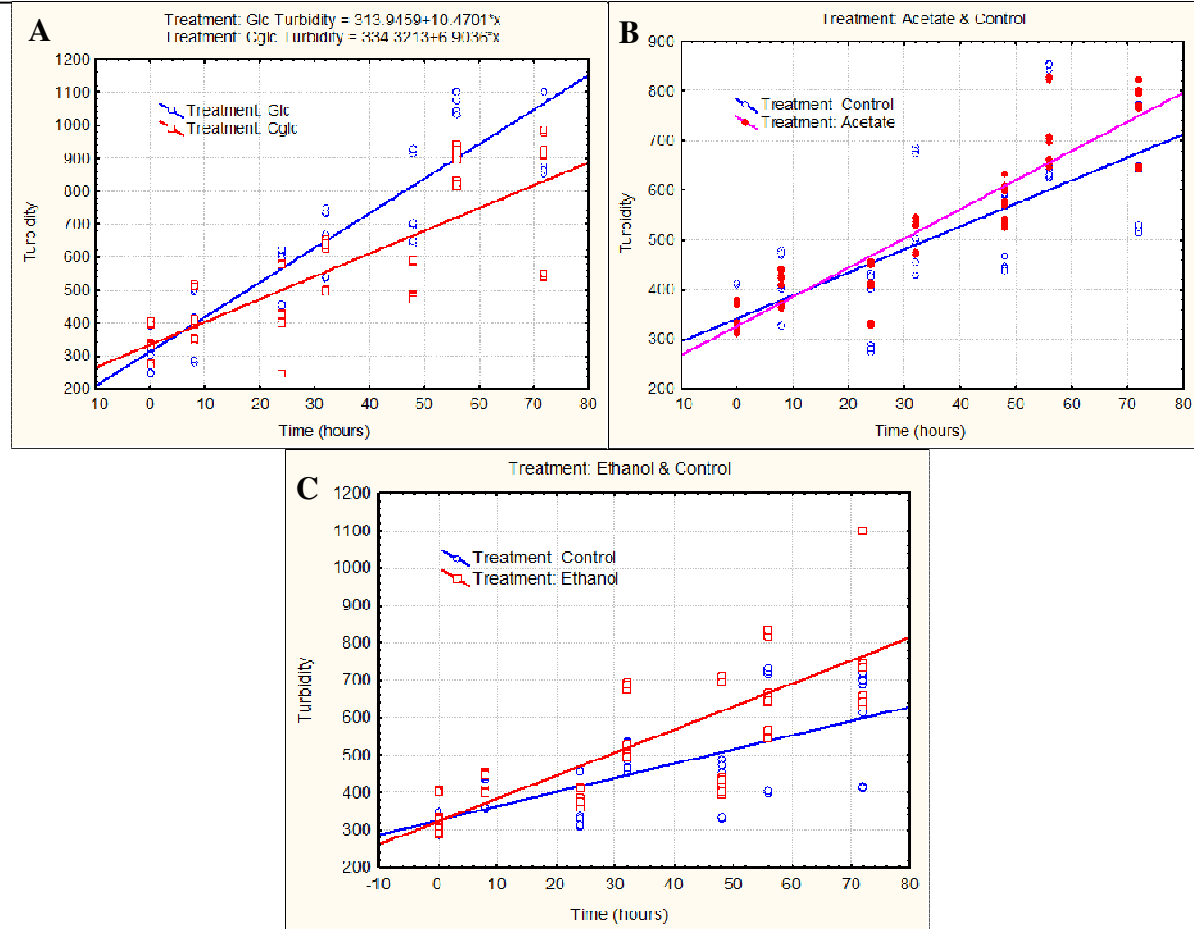 A
Treatment: Glc Turbidity = 313.9459+10.4701*x
Treatment: Cglc Turbidity = 334.3213+6.9036*x
1200
1100
1000
900
800
700
600
500
400
300
200
Turbidity
Treatment: Glc
Treatment: Cglc
-10 0 10 20 30 40 50 60 70 80
Time (hours)
B
Treatment: Acetate & Control
900
800
700
600
500
400
300
200
Turbidity
Treatment: Control
Treatment: Acetate
-10 0 10 20 30 40 50 60 70 80
Time (hours)
C
Treatment: Ethanol & Control
1200
1100
1000
900
800
700
600
500
400
300
200
Turbidity
Treatment: Control
Treatment: Ethanol
-10 0 10 20 30 40 50 60 70 80
Time (hours)